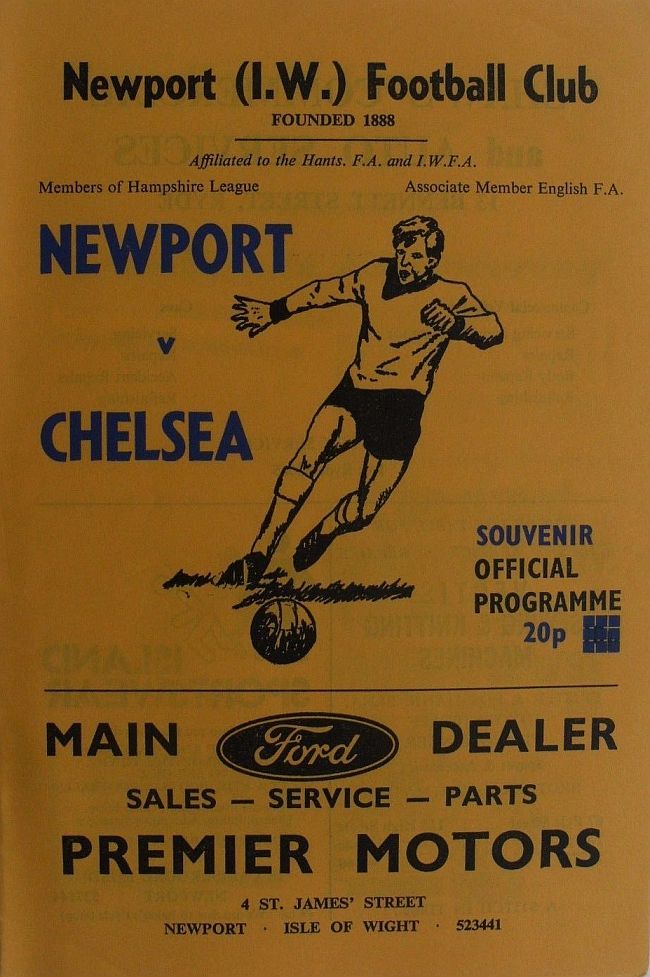 Newport (I.W.) Football Club
FOUNDED 1888
Affiliated to the Hants. F.A. and I.W.F.A.
Members of Hampshire League Associate Member English F.A.
NEWPORT
v
CHELSEA
SOUVENIR
OFFICIAL
PROGRAMME
20p
MAIN Ford DEALER
SALES — SERVICE — PARTS
PREMIER MOTORS
4 ST. JAMES' STREET
NEWPORT · ISLE OF WIGHT · 523441